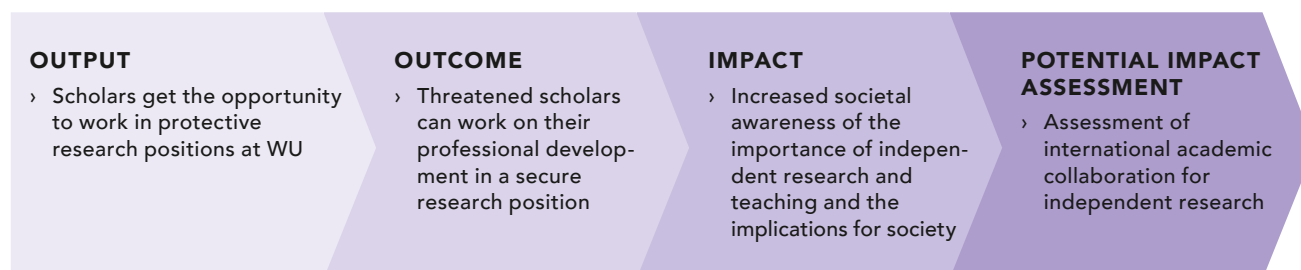 OUTPUT
› Scholars get the opportunity
to work in protective
research positions at WU
OUTCOME
› Threatened scholars
can work on their
professional develop-
ment in a secure
research position
IMPACT
› Increased societal
awareness of the
importance of indepen-
dent research and
teaching and the
implications for society
POTENTIAL IMPACT
ASSESSMENT
› Assessment of
international academic
collaboration for
independent research